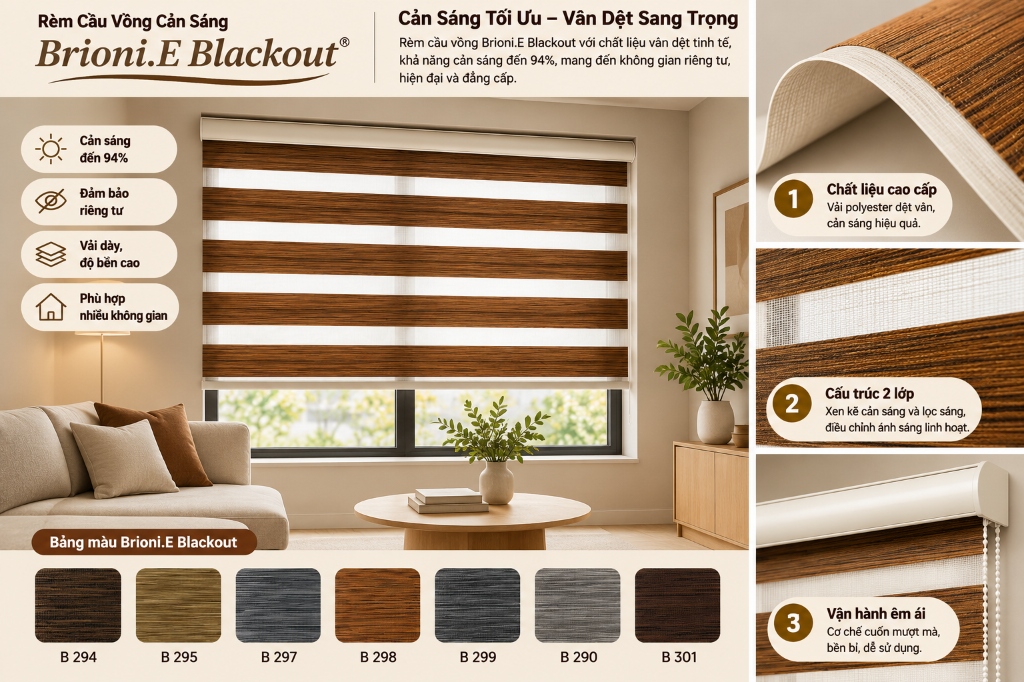 Rèm Cầu Vồng Cản Sáng
Brioni.E Blackout®
Cản Sáng Tối Ưu – Vân Dệt Sang Trọng
Rèm cầu vồng Brioni.E Blackout với chất liệu vân dệt tinh tế,
khả năng cản sáng đến 94%, mang đến không gian riêng tư,
hiện đại và đẳng cấp.
Cản sáng
đến 94%
Đảm bảo
riêng tư
Vải dày,
độ bền cao
Phù hợp
nhiều không gian
1
Chất liệu cao cấp
Vải polyester dệt vân,
cản sáng hiệu quả.
2
Cấu trúc 2 lớp
Xen kẽ cản sáng và lọc sáng,
điều chỉnh ánh sáng linh hoạt.
3
Vận hành êm ái
Cơ chế cuốn mượt mà,
bền bỉ, dễ sử dụng.
Bảng màu Brioni.E Blackout
B 294
B 295
B 297
B 298
B 299
B 290
B 301